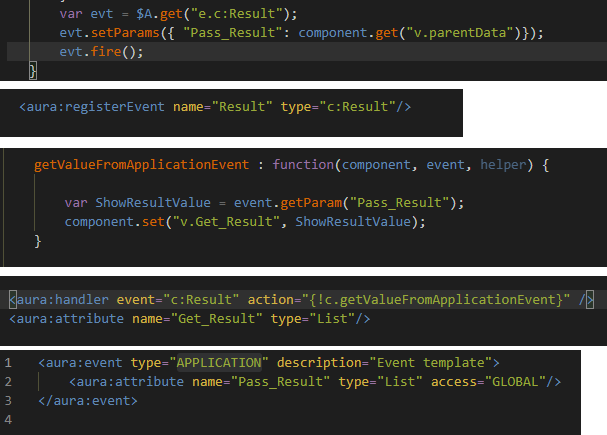 var evt = $A.get("e.c:Result");
evt.setParams({ "Pass_Result": component.get("v.parentData")});
evt.fire();
}
<aura:registerEvent name="Result" type="c:Result"/>
getValueFromApplicationEvent : function(component, event, helper) {
var ShowResultValue = event.getParam("Pass_Result");
component.set("v.Get_Result", ShowResultValue);
}
<aura:handler event="c:Result" action="{!c.getValueFromApplicationEvent}" />
<aura:attribute name="Get_Result" type="List"/>
1 <aura:event type="APPLICATION" description="Event template">
2 <aura:attribute name="Pass_Result" type="List" access="GLOBAL"/>
3 </aura:event>
4